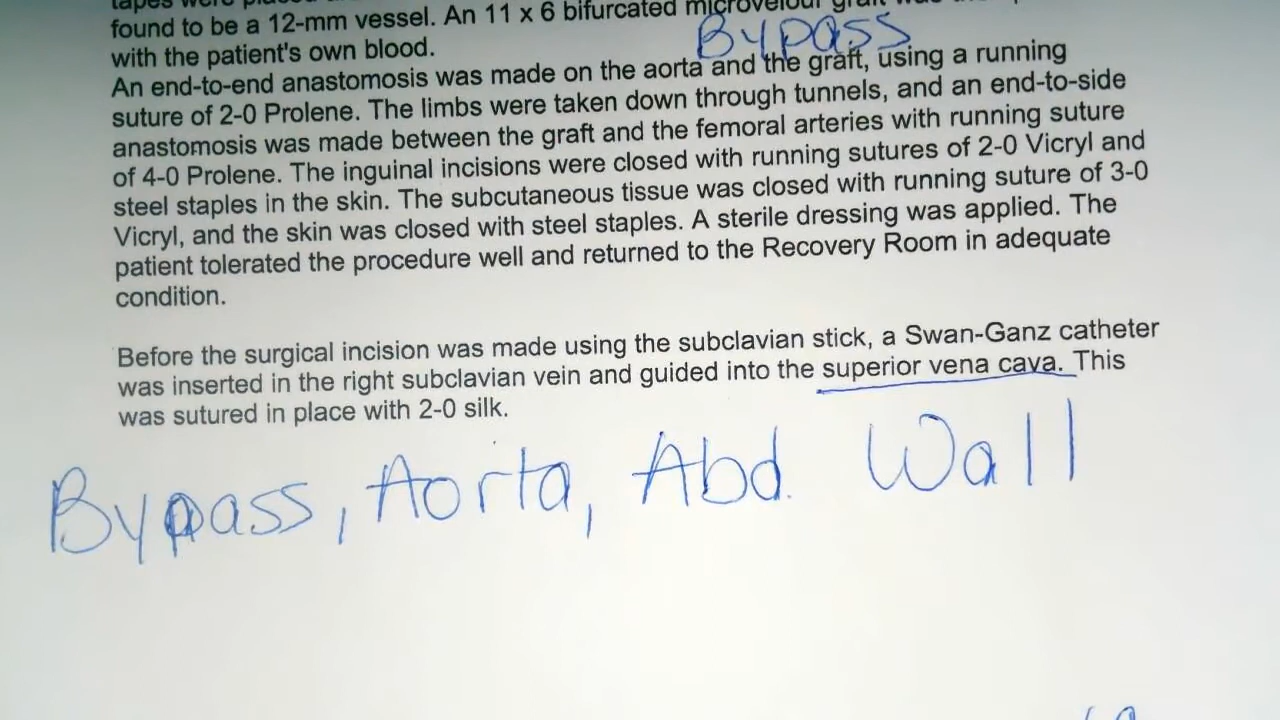 tapes were
found to be a 12-mm vessel. An 11 x 6 bifurcated microvelour graft was
Bypass
with the patient's own blood.
An end-to-end anastomosis was made on the aorta and the graft, using a running
suture of 2-0 Prolene. The limbs were taken down through tunnels, and an end-to-side
anastomosis was made between the graft and the femoral arteries with running suture
of 4-0 Prolene. The inguinal incisions were closed with running sutures of 2-0 Vicryl and
steel staples in the skin. The subcutaneous tissue was closed with running suture of 3-0
Vicryl, and the skin was closed with steel staples. A sterile dressing was applied. The
patient tolerated the procedure well and returned to the Recovery Room in adequate
condition.
Before the surgical incision was made using the subclavian stick, a Swan-Ganz catheter
was inserted in the right subclavian vein and guided into the superior vena cava. This
was sutured in place with 2-0 silk.
Bypass, Aorta, Abd. Wall